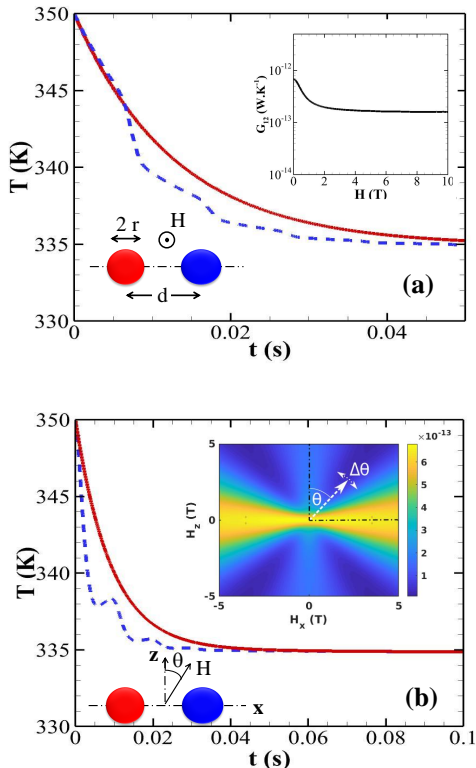 350
345
340
335
330
T (K)
0
0.02
0.04
t (s)
(a)
2 r
H
d
10⁻¹²
10⁻¹³
10⁻¹⁴
G₁₂ (W.K⁻¹)
0 2 4 6 8 10
H (T)
350
345
340
335
330
T (K)
0 0.02 0.04 0.06 0.08 0.1
t (s)
(b)
z
θ
H
x
5
0
-5
H_z (T)
-5 0 5
H_x (T)
θ
Δθ
×10⁻¹³
6
5
4
3
2
1